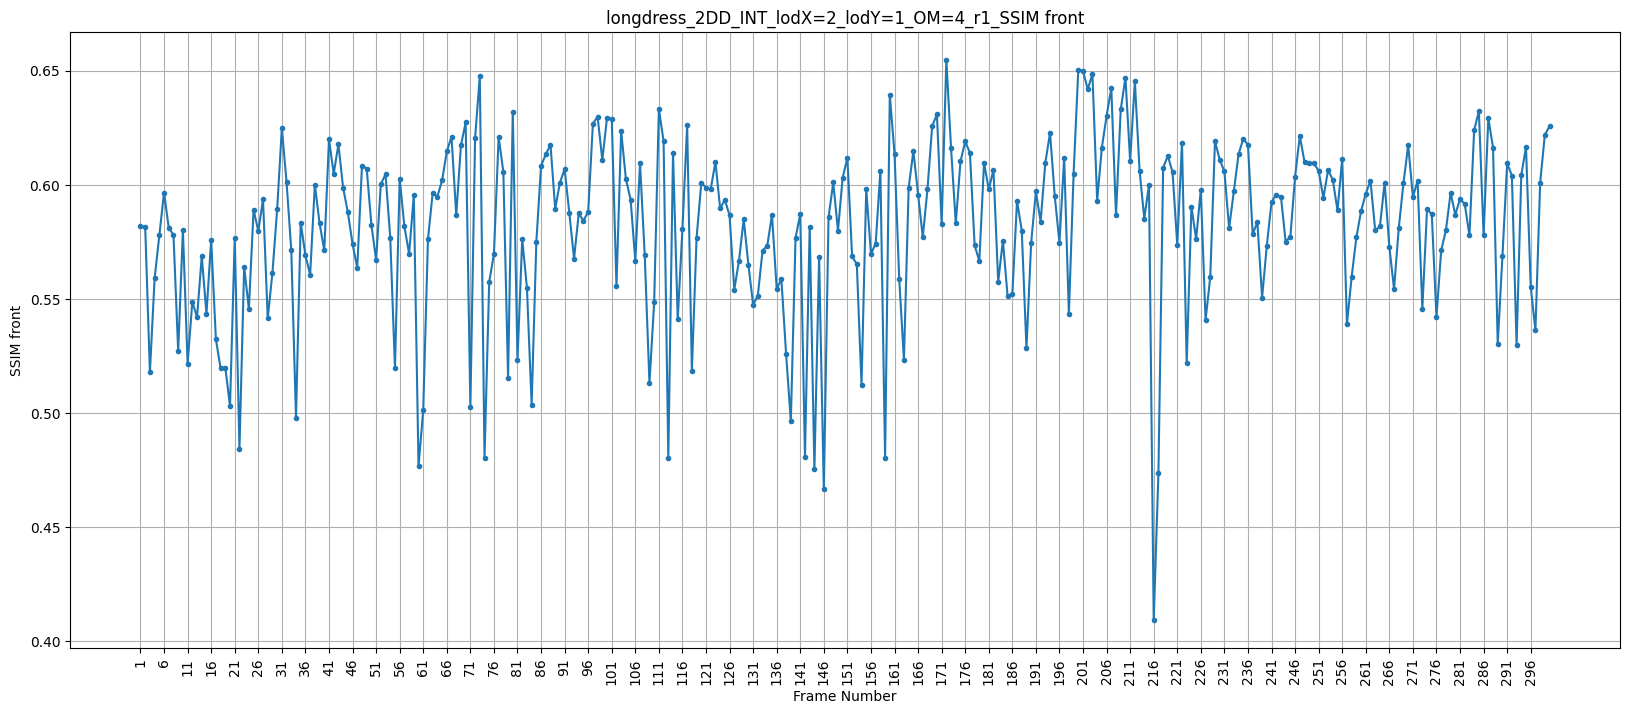 longdress_2DD_INT_lodX=2_lodY=1_OM=4_r1_SSIM front
SSIM front
0.65
0.60
0.55
0.50
0.45
0.40
1 6 11 16 21 26 31 36 41 46 51 56 61 66 71 76 81 86 91 96 101 106 111 116 121 126 131 136 141 146 151 156 161 166 171 176 181 186 191 196 201 206 211 216 221 226 231 236 241 246 251 256 261 266 271 276 281 286 291 296
Frame Number